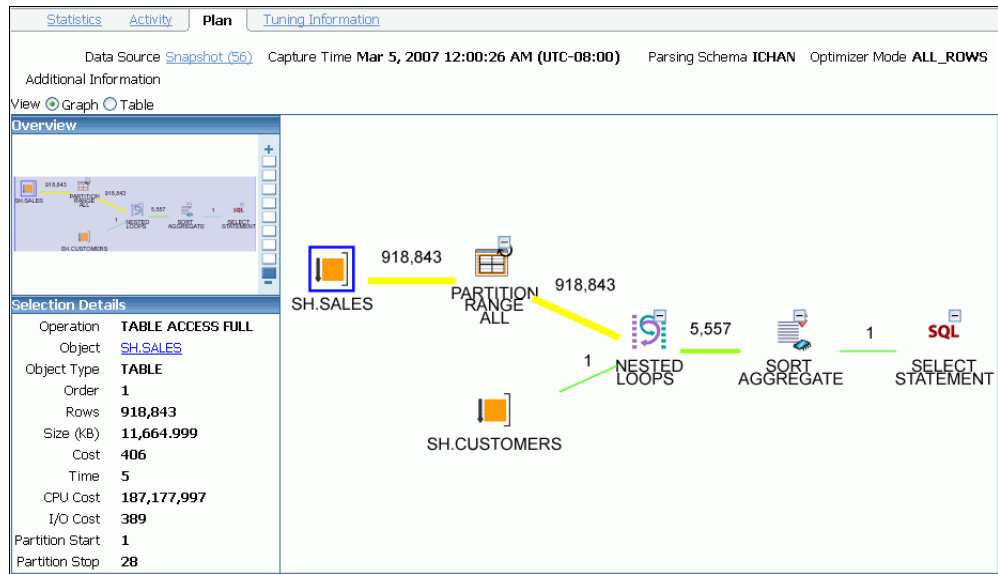 Statistics Activity Plan Tuning Information
Data Source Snapshot (56) Capture Time Mar 5, 2007 12:00:26 AM (UTC-08:00) Parsing Schema ICHAN Optimizer Mode ALL_ROWS
Additional Information
View Graph Table
Overview
918,843
918,843
SH.SALES
PARTITION
RANGE
ALL
5,557
1
1
SQL
NESTED
LOOPS
SORT
AGGREGATE
SELECT
STATEMENT
SH.CUSTOMERS
Selection Details
Operation TABLE ACCESS FULL
Object SH.SALES
Object Type TABLE
Order 1
Rows 918,843
Size (KB) 11,664.999
Cost 406
Time 5
CPU Cost 187,177,997
I/O Cost 389
Partition Start 1
Partition Stop 28
918,843
SH.SALES
PARTITION
RANGE
ALL
918,843
5,557
1
SQL
1
NESTED
LOOPS
SORT
AGGREGATE
SELECT
STATEMENT
SH.CUSTOMERS